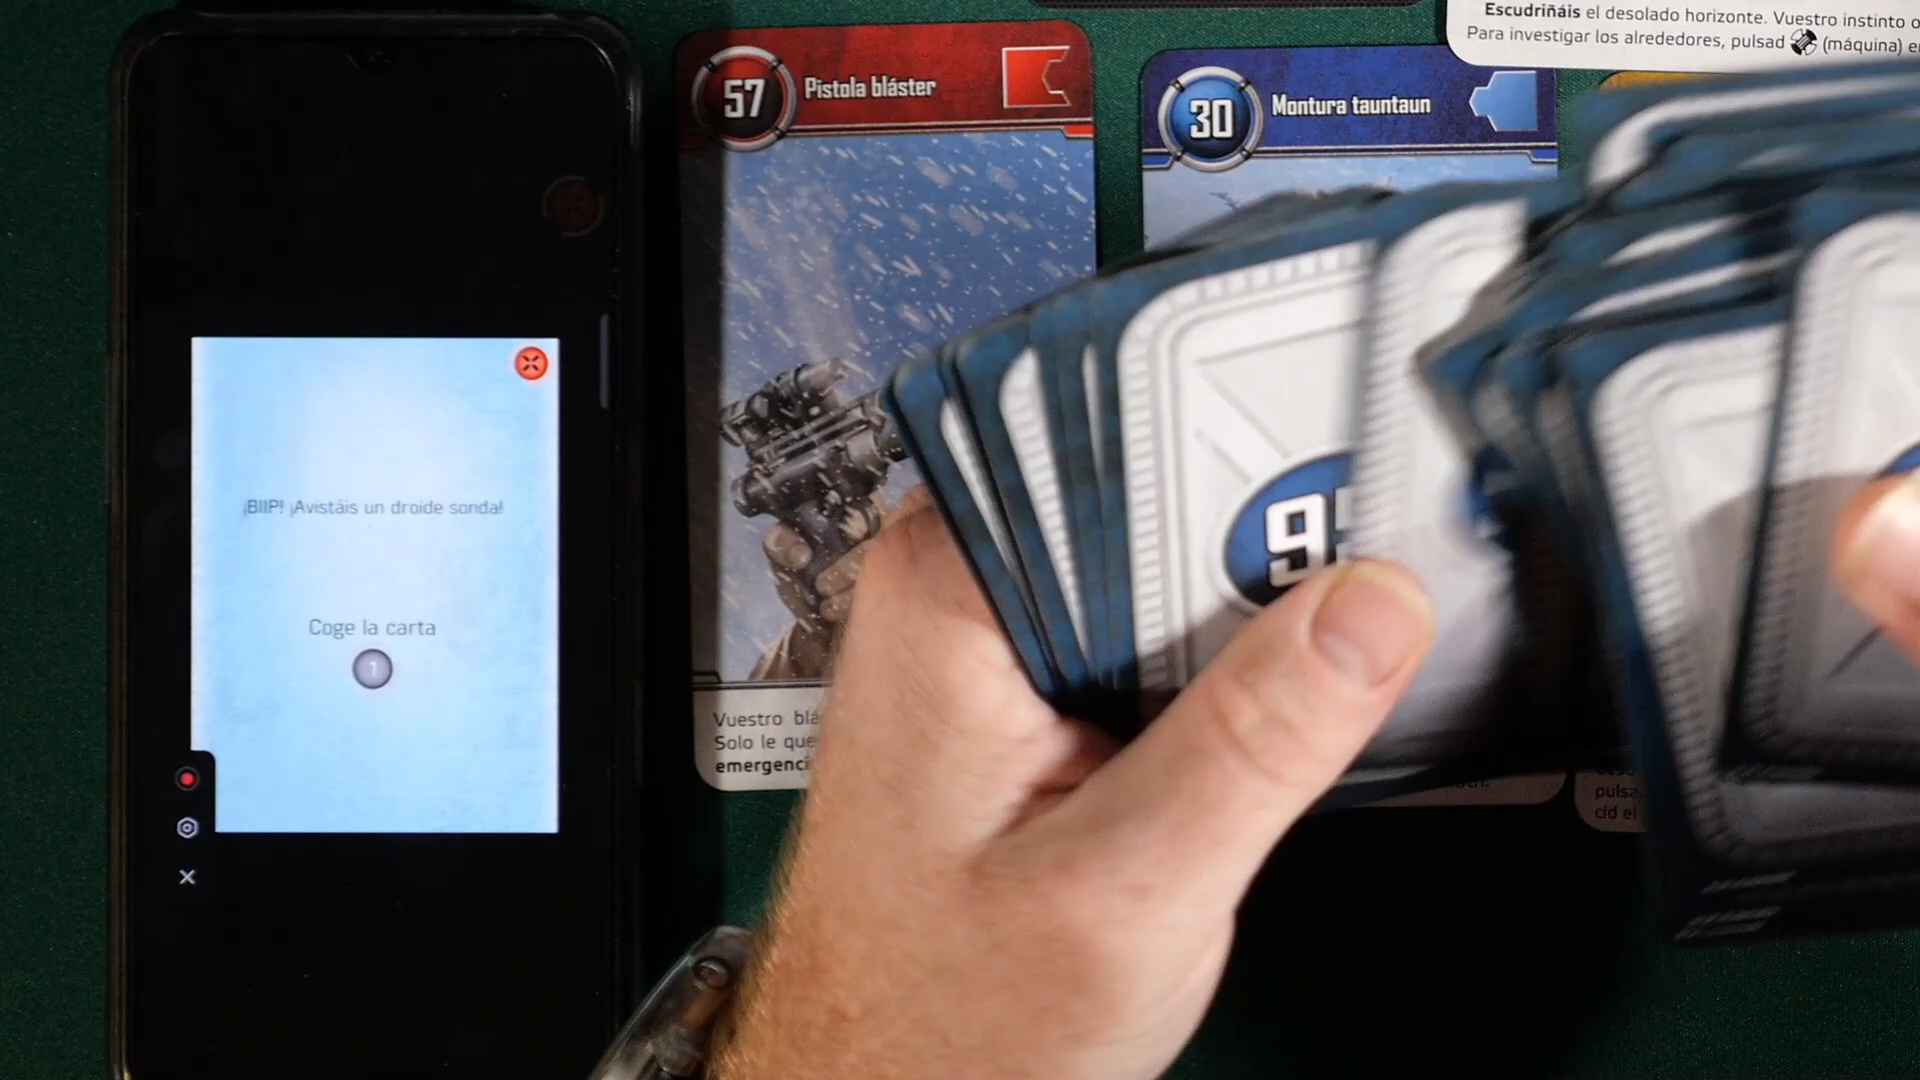 ¡BIIP! ¡Avistáis un droide sonda!
Coge la carta
1
57
Pistola bláster
Vuestro blá
Solo le que
emergenci
30
Montura tauntaun
Escudriñáis el desolado horizonte. Vuestro instinto
Para investigar los alrededores, pulsad (máquina)
9
pulsa
cid el